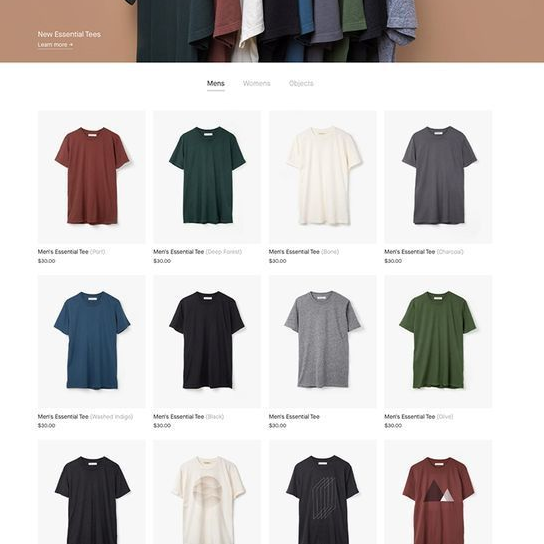 New Essential Tees
Learn more →
Mens Womens Objects
Men's Essential Tee (Port) Men's Essential Tee (Deep Forest) Men's Essential Tee (Bone) Men's Essential Tee (Charcoal)
$30.00 $30.00 $30.00 $30.00
Men's Essential Tee (Washed Indigo) Men's Essential Tee (Black) Men's Essential Tee Men's Essential Tee (Olive)
$30.00 $30.00 $30.00 $30.00